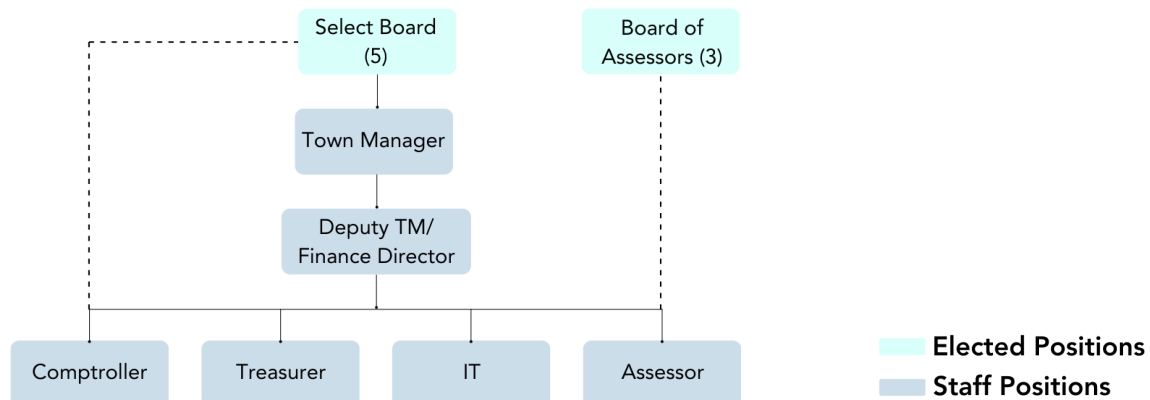 Select Board
(5)
Board of
Assessors (3)
Town Manager
Deputy TM/
Finance Director
Comptroller
Treasurer
IT
Assessor
Elected Positions
Staff Positions